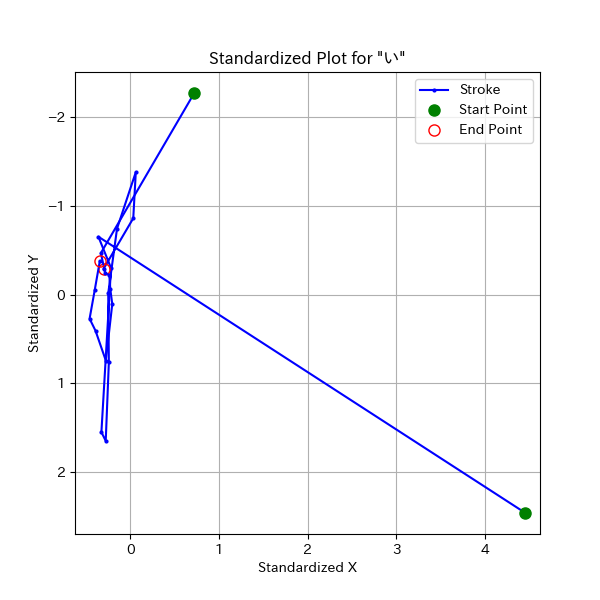 Standardized Plot for "い"
Stroke
Start Point
End Point
−2
−1
0
1
2
Standardized Y
0 1 2 3 4
Standardized X